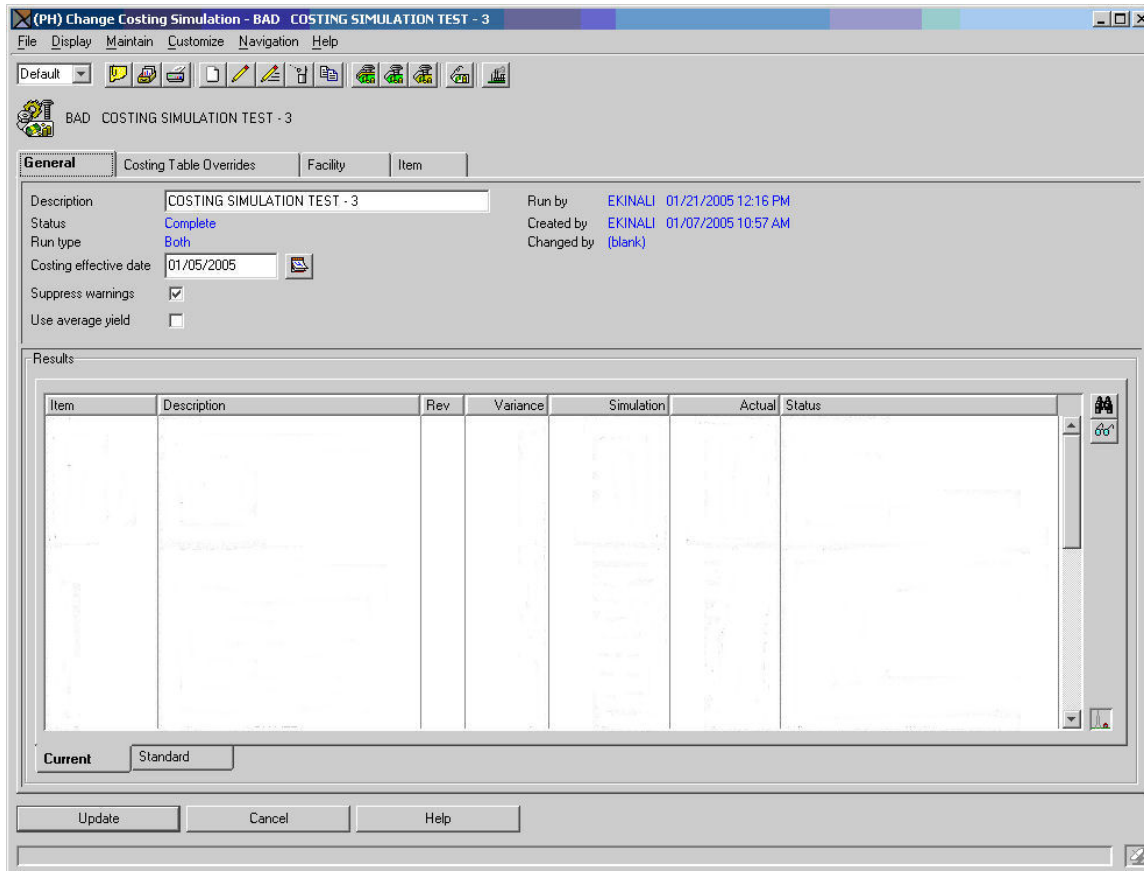 (PH) Change Costing Simulation - BAD COSTING SIMULATION TEST - 3
File Display Maintain Customize Navigation Help
Default
BAD COSTING SIMULATION TEST - 3
General Costing Table Overrides Facility Item
Description COSTING SIMULATION TEST - 3 Run by EKINALI 01/21/2005 12:16 PM
Status Complete Created by EKINALI 01/07/2005 10:57 AM
Run type Both Changed by (blank)
Costing effective date 01/05/2005
Suppress warnings
Use average yield
Results
Item Description Rev Variance Simulation Actual Status
Current Standard
Update Cancel Help